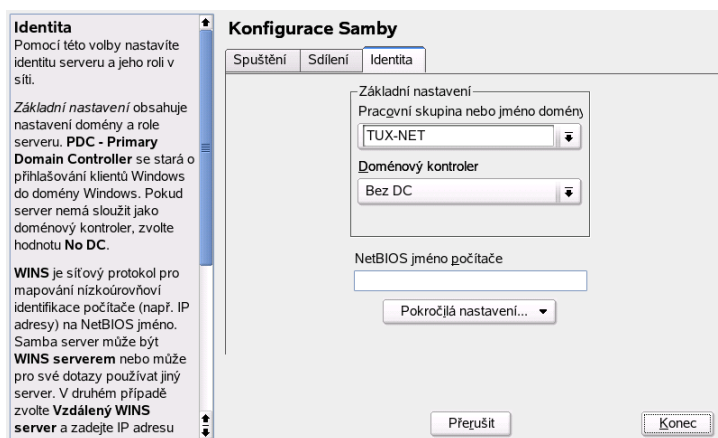 Identita
Pomocí této volby nastavíte
identitu serveru a jeho roli v
síti.
Základní nastavení obsahuje
nastavení domény a role
serveru. PDC - Primary
Domain Controller se stará o
přihlašování klientů Windows
do domény Windows. Pokud
server nemá sloužit jako
doménový kontroler, zvolte
hodnotu No DC.
WINS je síťový protokol pro
mapování nízkoúrovňoví
identifikace počítače (např. IP
adresy) na NetBIOS jméno.
Samba server může být
WINS serverem nebo může
pro své dotazy používat jiný
server. V druhém případě
zvolte Vzdálený WINS
server a zadejte IP adresu
Konfigurace Samby
Spuštění Sdílení Identita
Základní nastavení
Pracovní skupina nebo jméno domény
TUX-NET
Doménový kontroler
Bez DC
NetBIOS jméno počítače
Pokročilá nastavení...
Přerušit Konec